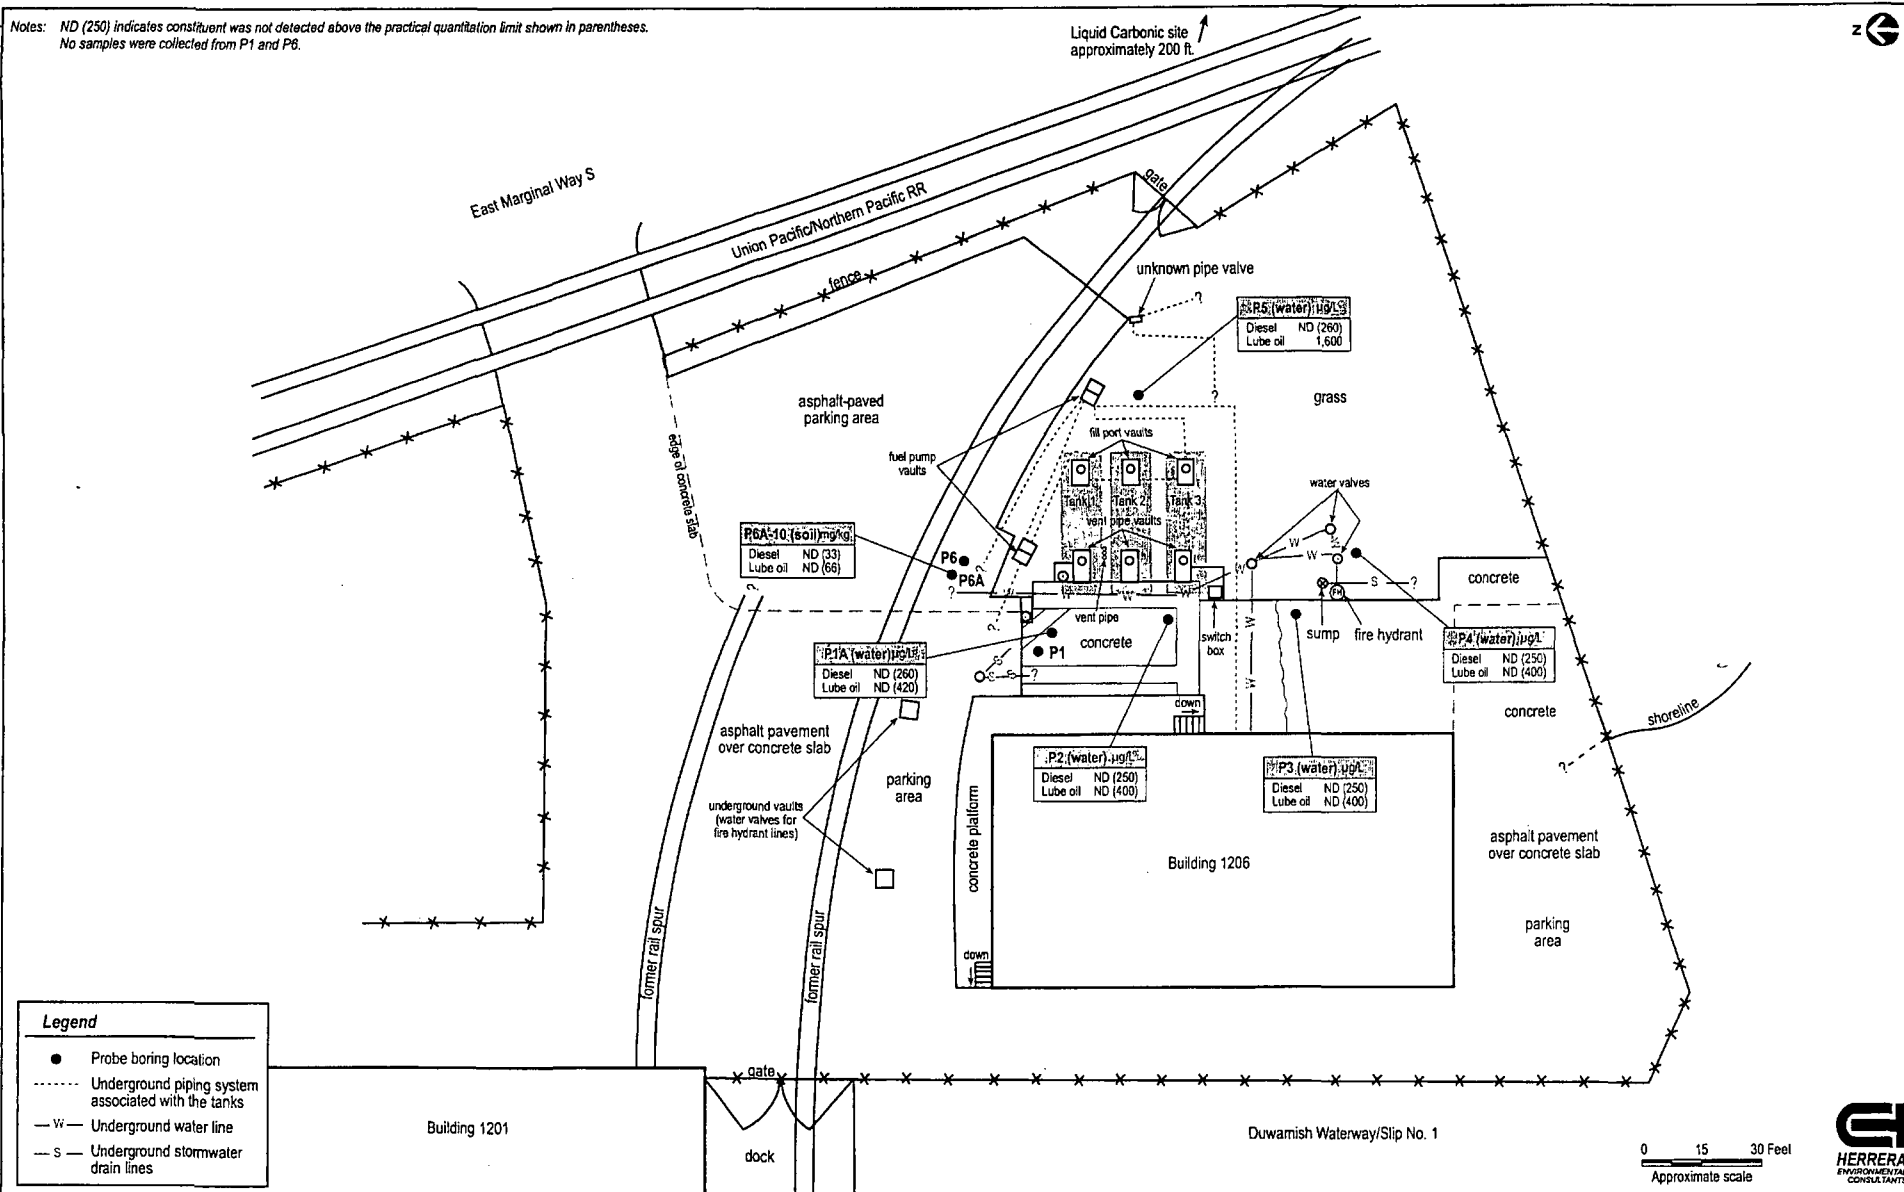 Notes: ND (250) indicates constituent was not detected above the practical quantitation limit shown in parentheses.
No samples were collected from P1 and P6.
Liquid Carbonic site
approximately 200 ft.
Z
East Marginal Way S
Union Pacific/Northern Pacific RR
gate
fence
unknown pipe valve
?
P5 (water) µg/L
Diesel ND (260)
Lube oil 1,600
asphalt-paved
parking area
?
grass
edge of concrete slab
fill port vaults
fuel pump
vaults
Tank 1
Tank 2
Tank 3
water valves
vent pipe vaults
P6A-10 (soil) mg/kg
Diesel ND (33)
Lube oil ND (66)
P6
P6A
?
?
?
W
W
W
W
W
W
W
W
S
?
FH
concrete
?
vent pipe
concrete
switch
box
W
sump
fire hydrant
P1A (water) µg/L
Diesel ND (260)
Lube oil ND (420)
P1
?
S
S
S
?
W
P4 (water) µg/L
Diesel ND (250)
Lube oil ND (400)
down
concrete
shoreline
?
asphalt pavement
over concrete slab
parking
area
P2 (water) µg/L
Diesel ND (250)
Lube oil ND (400)
P3 (water) µg/L
Diesel ND (250)
Lube oil ND (400)
underground vaults
(water valves for
fire hydrant lines)
concrete platform
Building 1206
asphalt pavement
over concrete slab
parking
area
former rail spur
former rail spur
down
Legend
Probe boring location
Underground piping system
associated with the tanks
W Underground water line
S Underground stormwater
drain lines
gate
Building 1201
dock
Duwamish Waterway/Slip No. 1
0 15 30 Feet
Approximate scale
HERRERA
ENVIRONMENTAL
CONSULTANTS